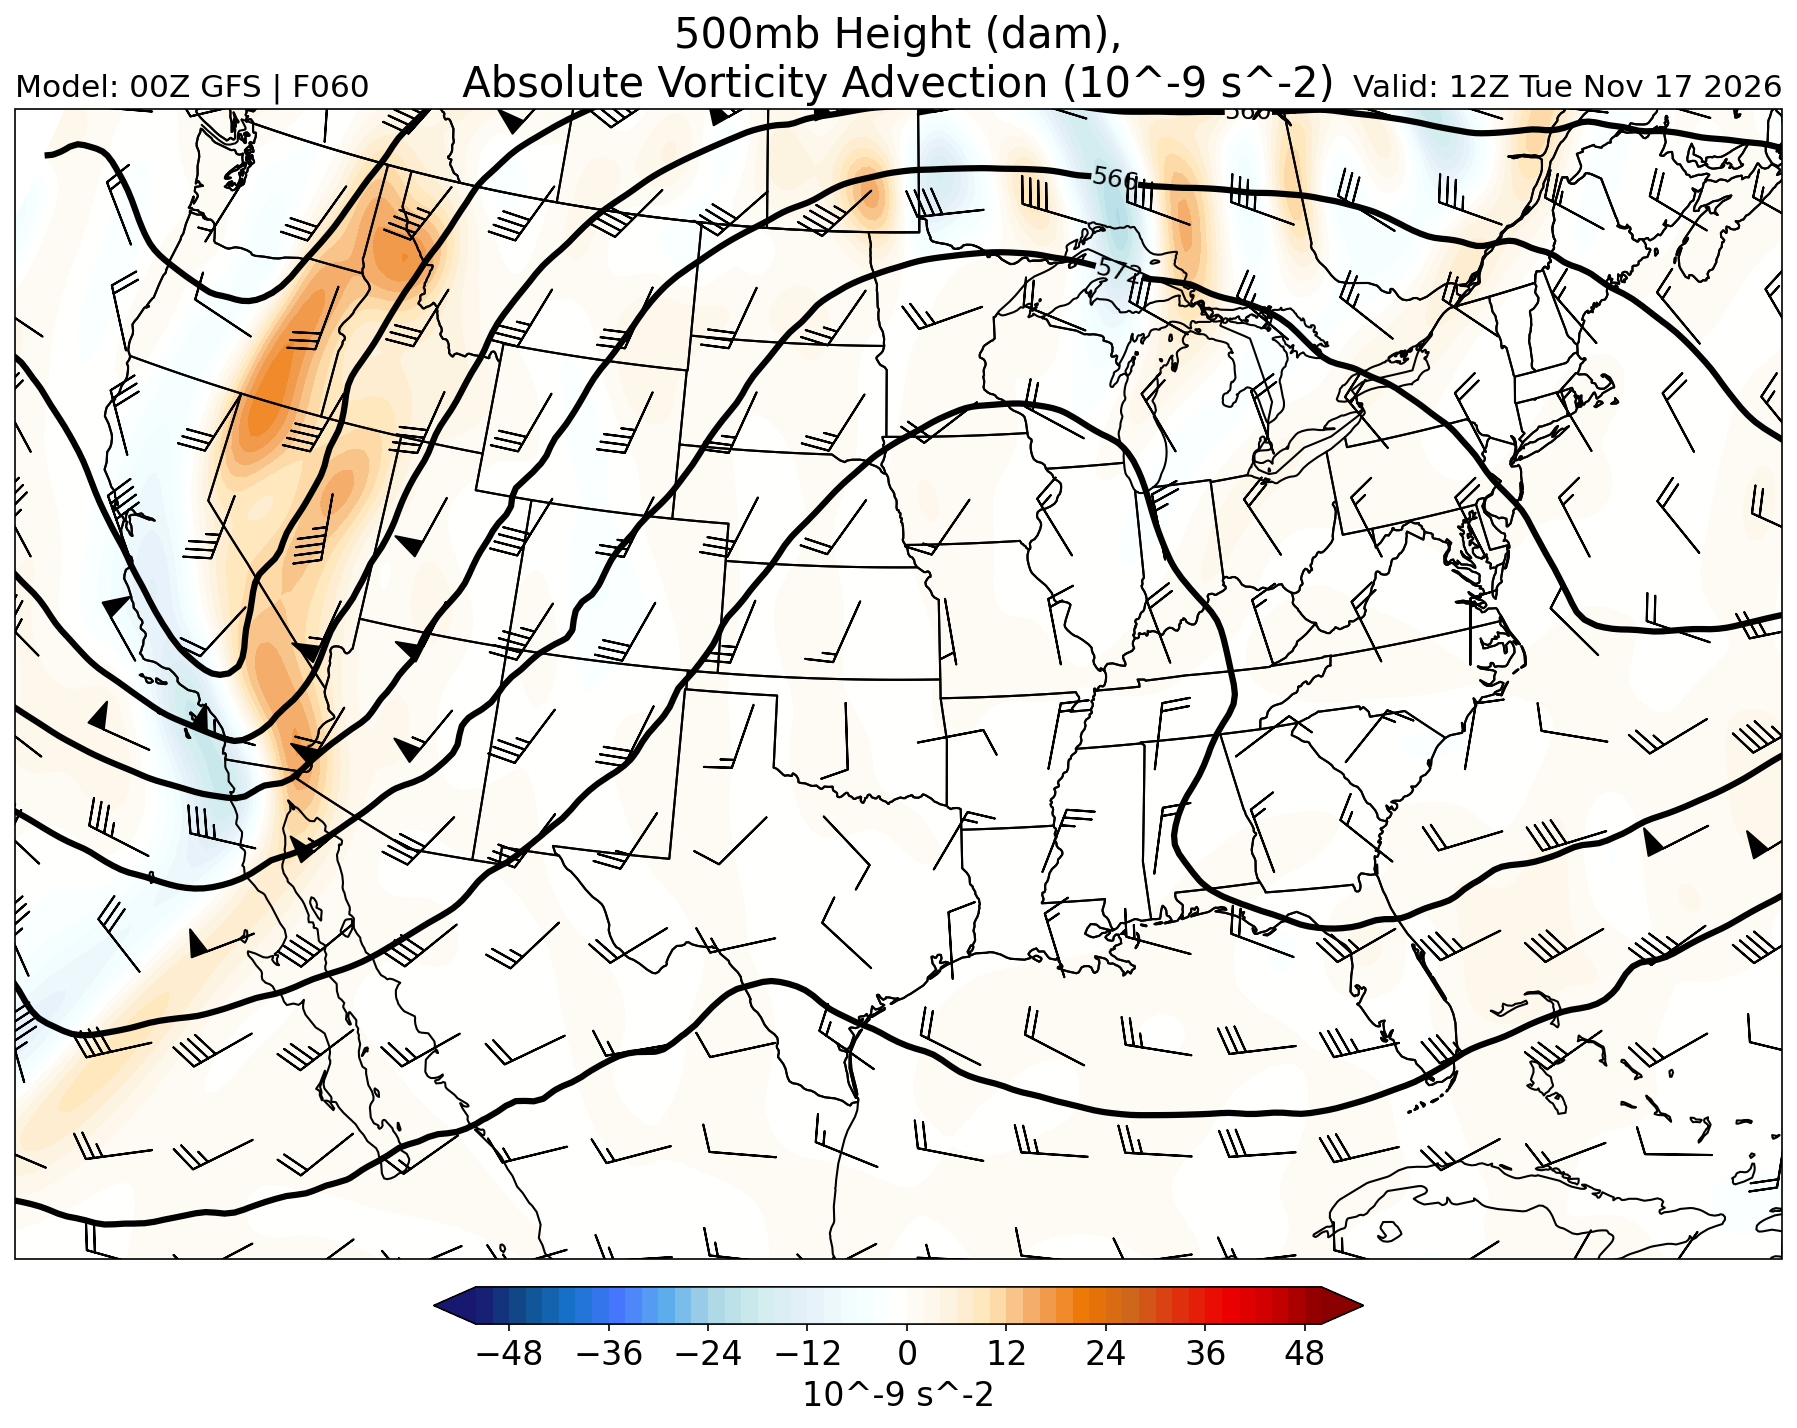 500mb Height (dam),
Model: 00Z GFS | F060
Absolute Vorticity Advection (10^-9 s^-2)
Valid: 12Z Tue Nov 17 2026
566
572
−48 −36 −24 −12 0 12 24 36 48
10^-9 s^-2